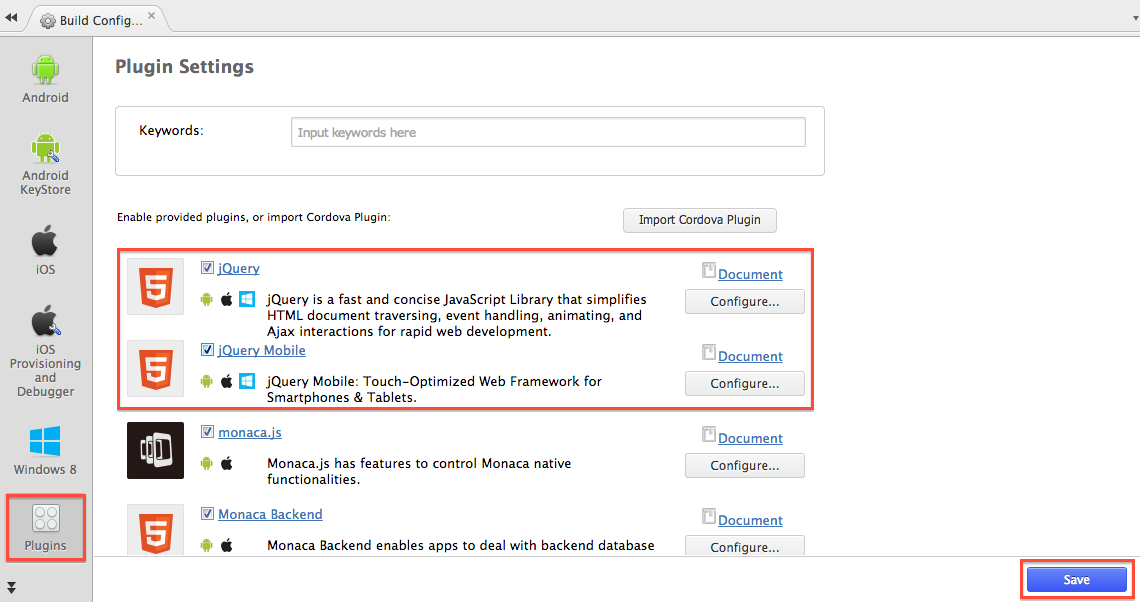 Build Config...
Android
Android
KeyStore
iOS
iOS
Provisioning
and
Debugger
Windows 8
Plugins
Plugin Settings
Keywords:
Input keywords here
Enable provided plugins, or import Cordova Plugin:
Import Cordova Plugin
jQuery
Document
jQuery is a fast and concise JavaScript Library that simplifies
HTML document traversing, event handling, animating, and
Ajax interactions for rapid web development.
Configure...
jQuery Mobile
Document
jQuery Mobile: Touch-Optimized Web Framework for
Smartphones & Tablets.
Configure...
monaca.js
Document
Monaca.js has features to control Monaca native
functionalities.
Configure...
Monaca Backend
Document
Monaca Backend enables apps to deal with backend database
Configure...
Save